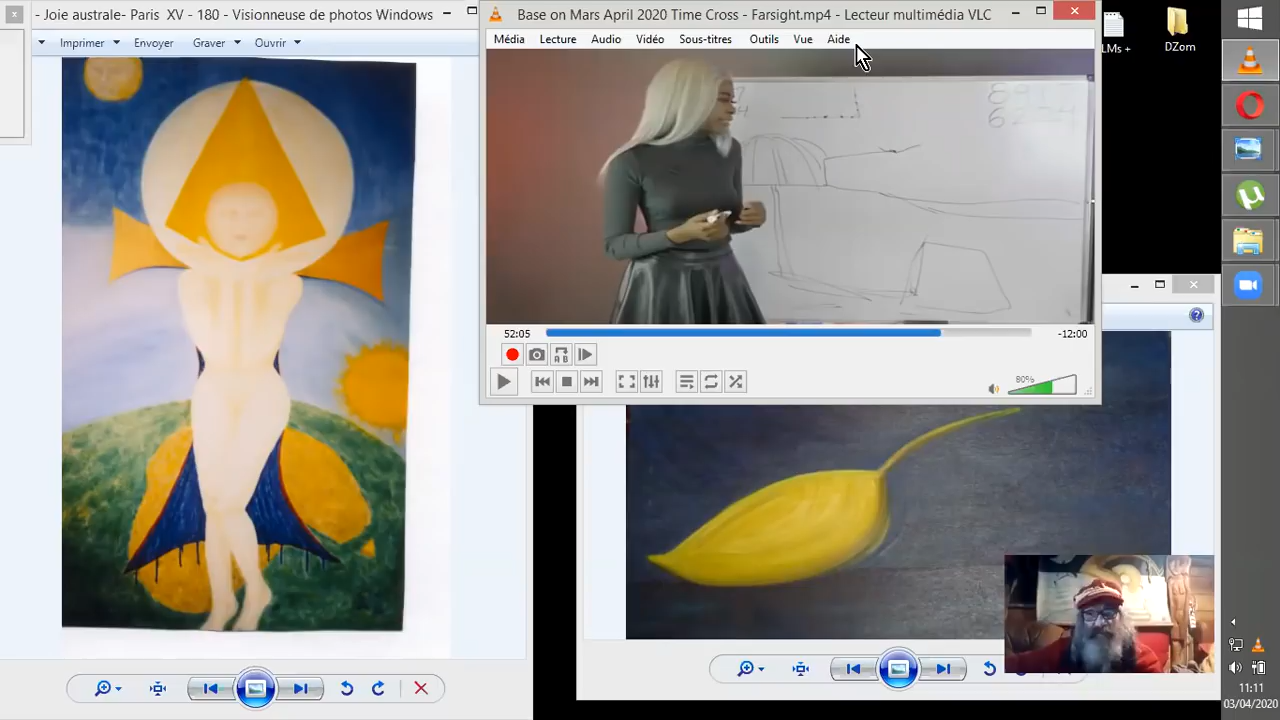 - Joie australe- Paris  XV - 180 - Visionneuse de photos Windows
Imprimer Envoyer Graver Ouvrir
Base on Mars April 2020 Time Cross - Farsight.mp4 - Lecteur multimédia VLC
Média Lecture Audio Vidéo Sous-titres Outils Vue Aide
52:05
-12:00
80%
LMs +
DZom
11:11
03/04/2020